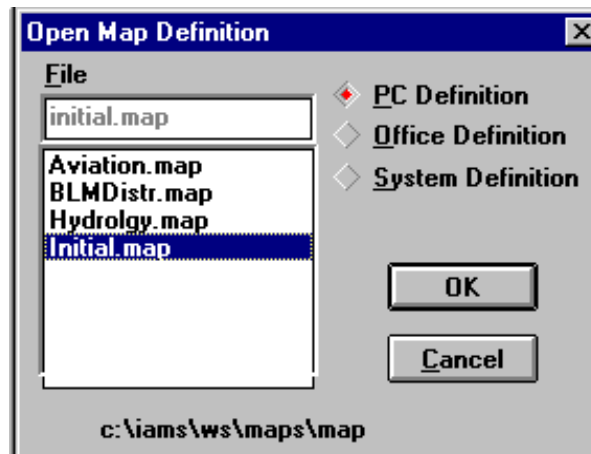 Open Map Definition
File
initial.map
Aviation.map
BLMDistr.map
Hydrolgy.map
Initial.map
PC Definition
Office Definition
System Definition
OK
Cancel
c:\iams\ws\maps\map